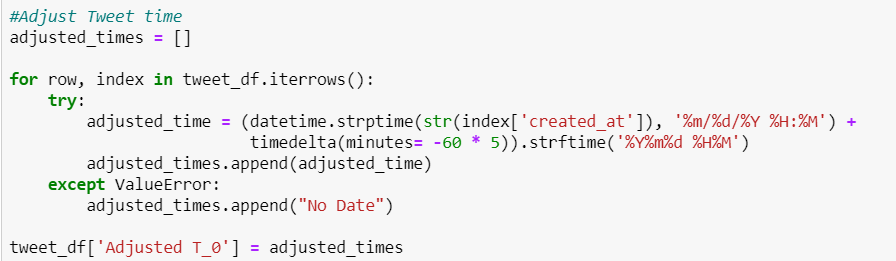 #Adjust Tweet time
adjusted_times = []
for row, index in tweet_df.iterrows():
    try:
        adjusted_time = (datetime.strptime(str(index['created_at']), '%m/%d/%Y %H:%M') +
                         timedelta(minutes= -60 * 5)).strftime('%Y%m%d %H%M')
        adjusted_times.append(adjusted_time)
    except ValueError:
        adjusted_times.append("No Date")
tweet_df['Adjusted T_0'] = adjusted_times